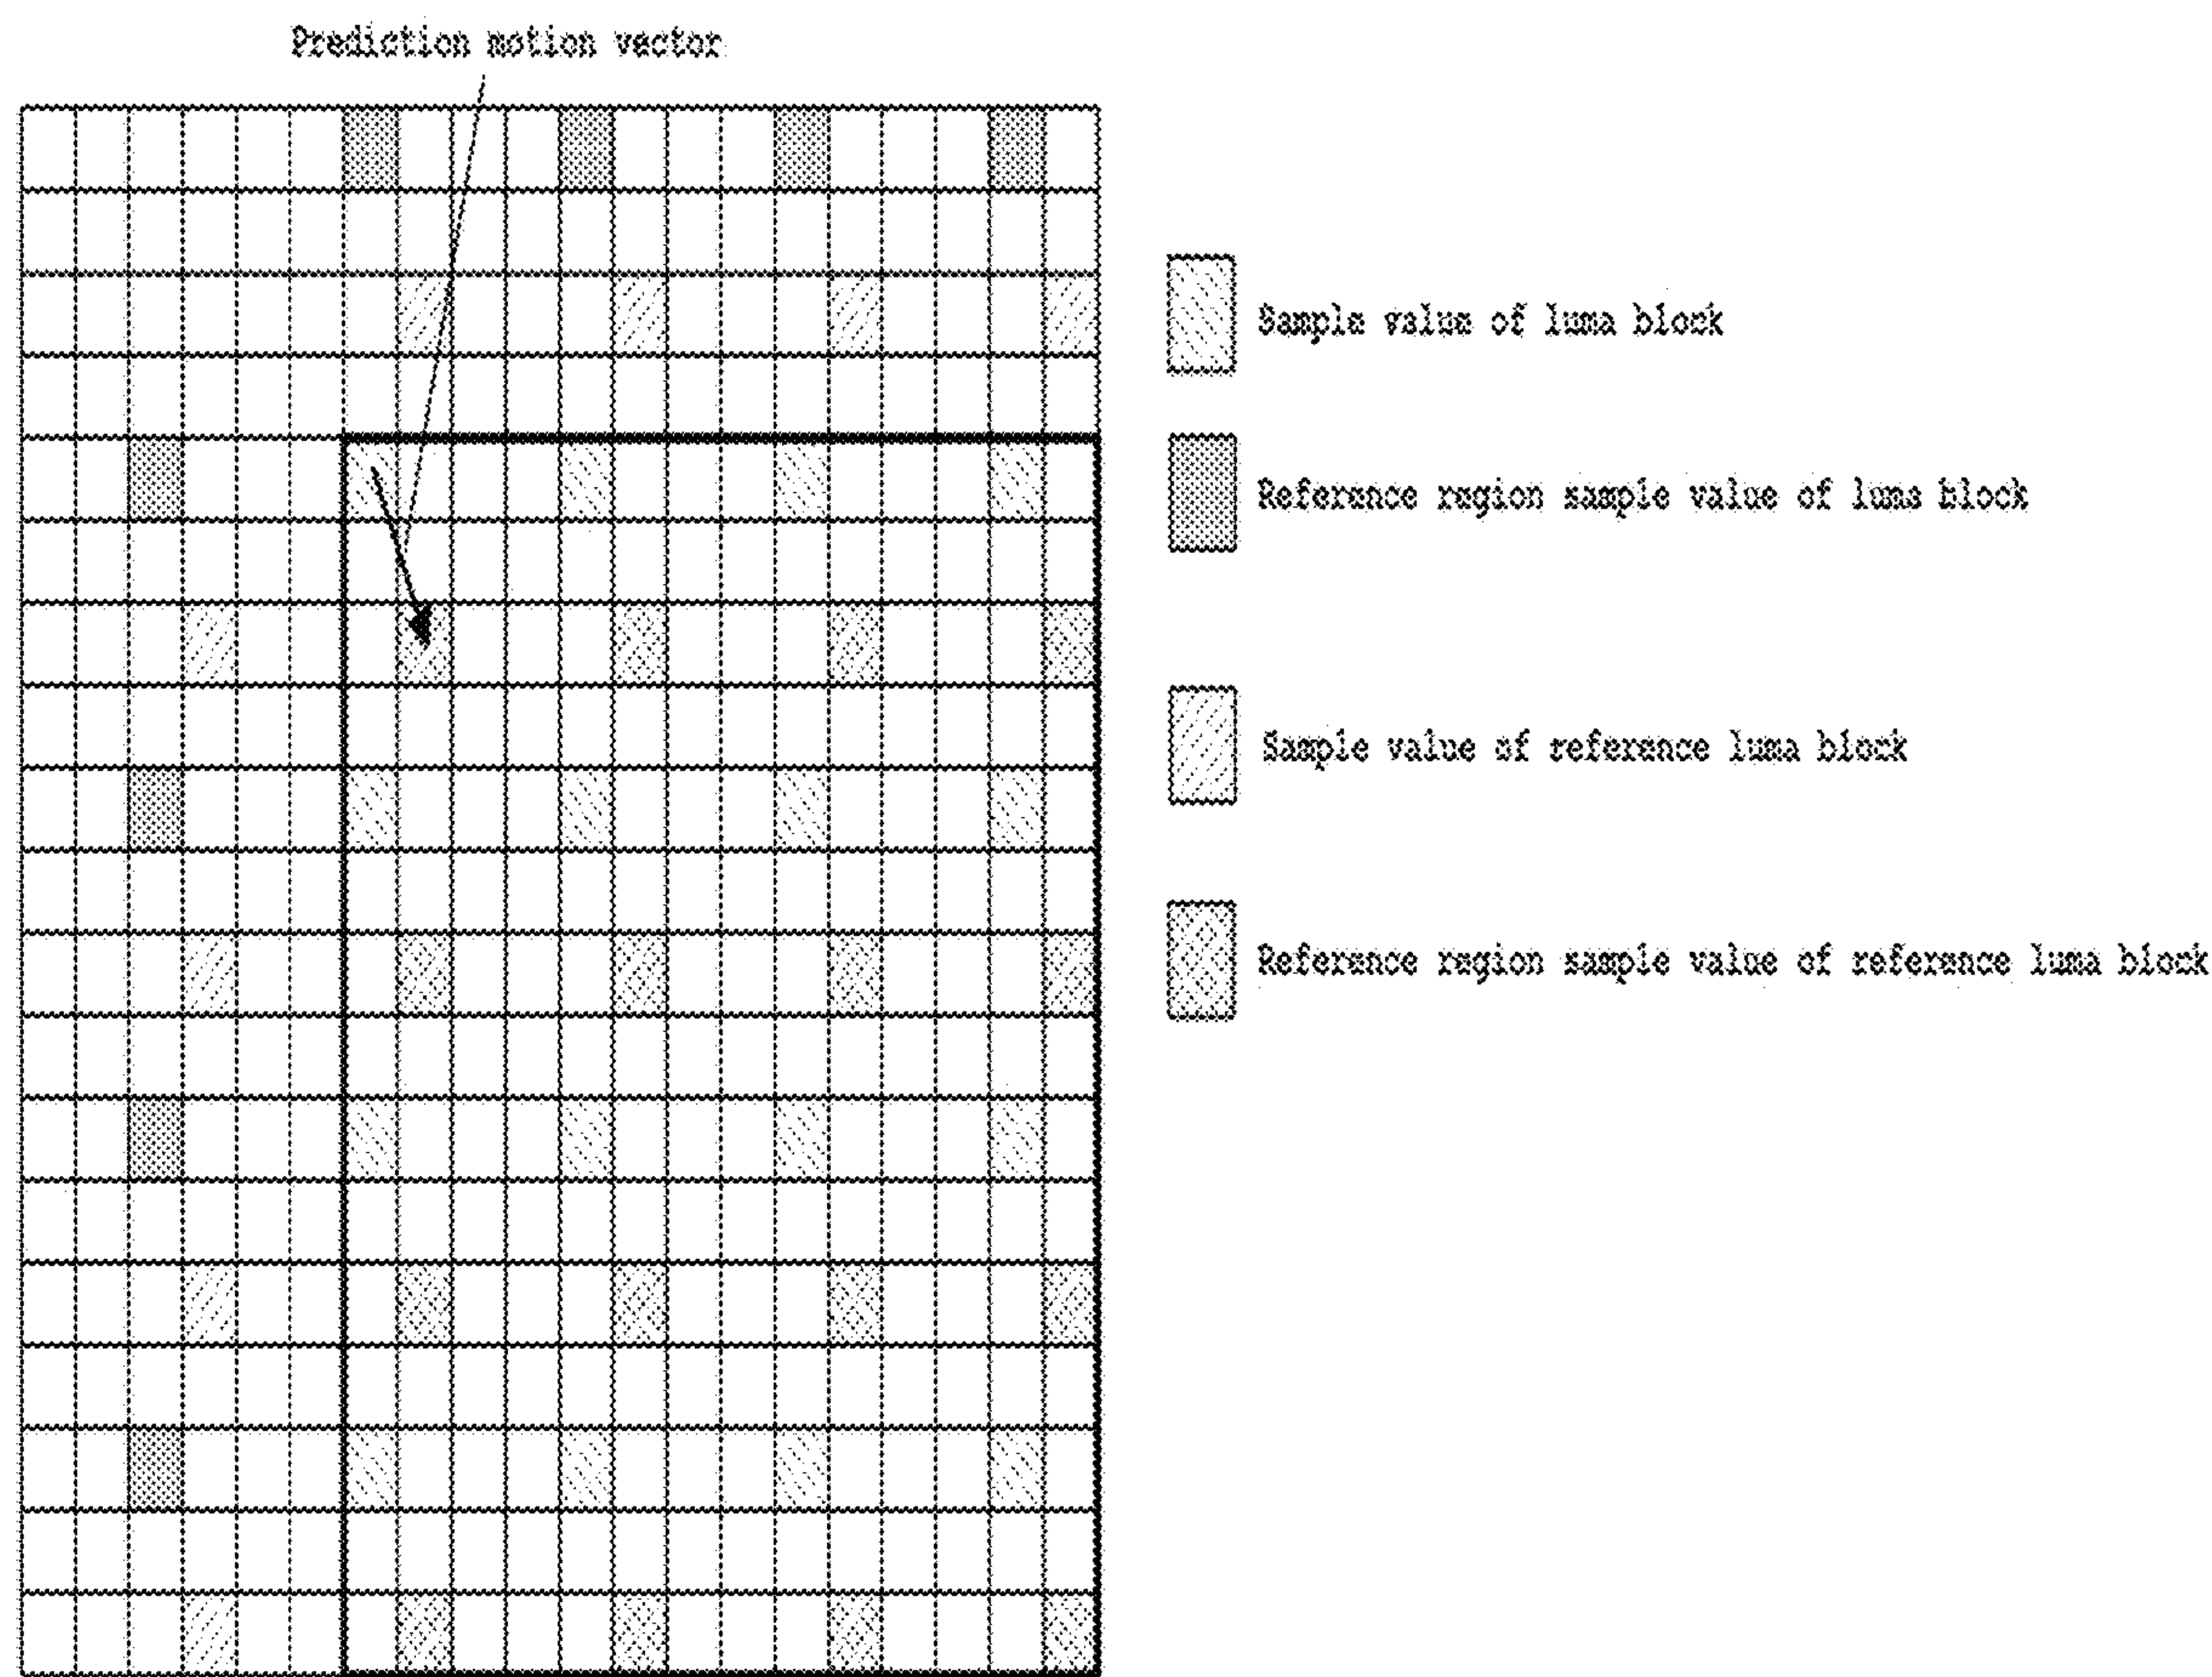 Prediction motion vector
Sample value of luma block
Reference region sample value of luma block
Sample value of reference luma block
Reference region sample value of reference luma block